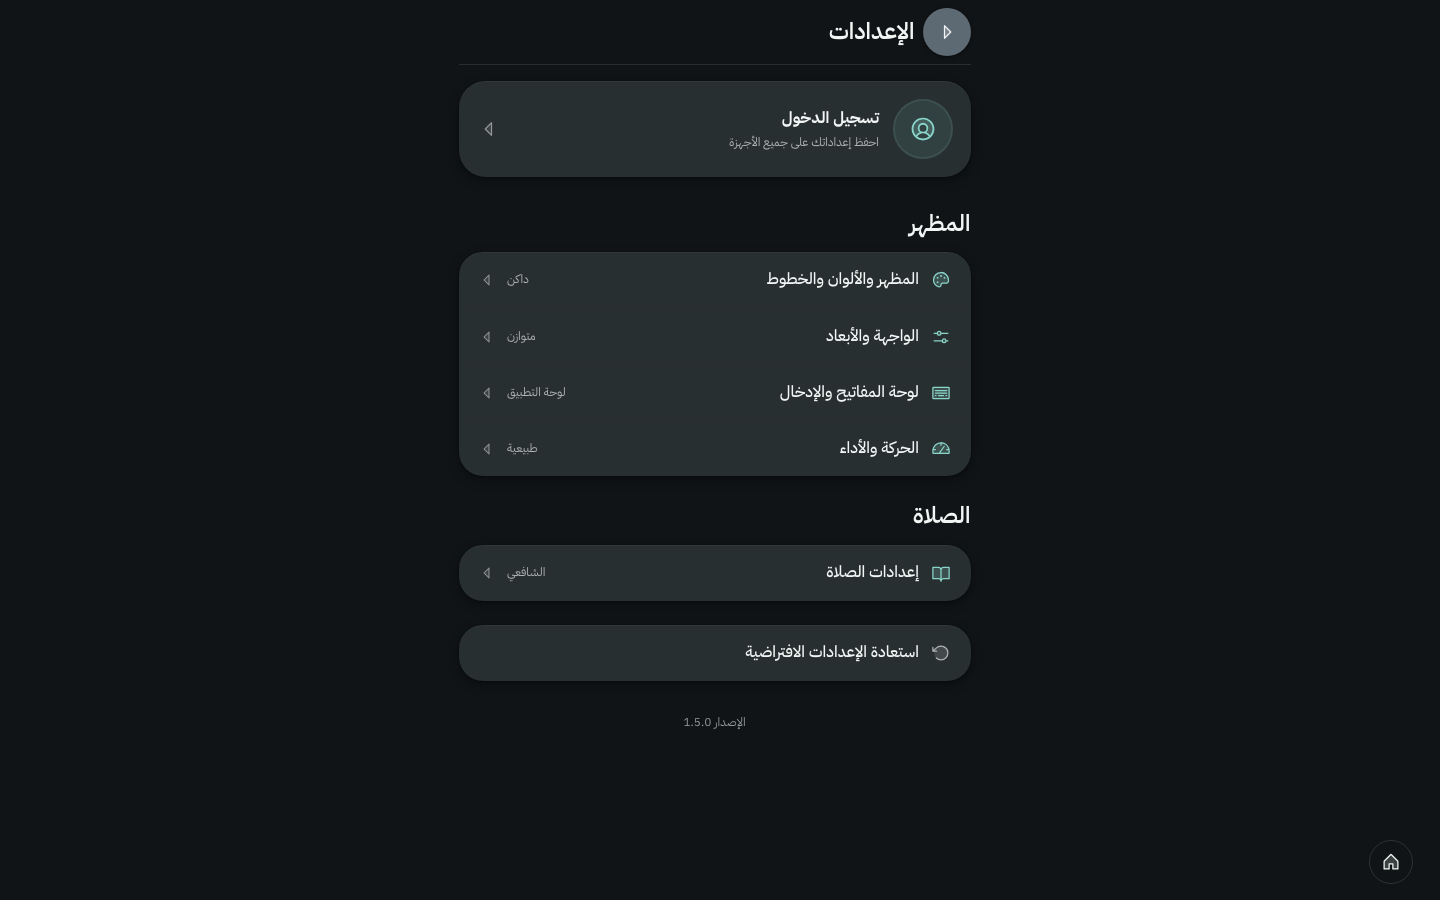 الإعدادات
تسجيل الدخول
احفظ إعداداتك على جميع الأجهزة
المظهر
المظهر والألوان والخطوط داكن
الواجهة والأبعاد متوازن
لوحة المفاتيح والإدخال لوحة التطبيق
الحركة والأداء طبيعية
الصلاة
إعدادات الصلاة الشافعي
استعادة الإعدادات الافتراضية
الإصدار 1.5.0